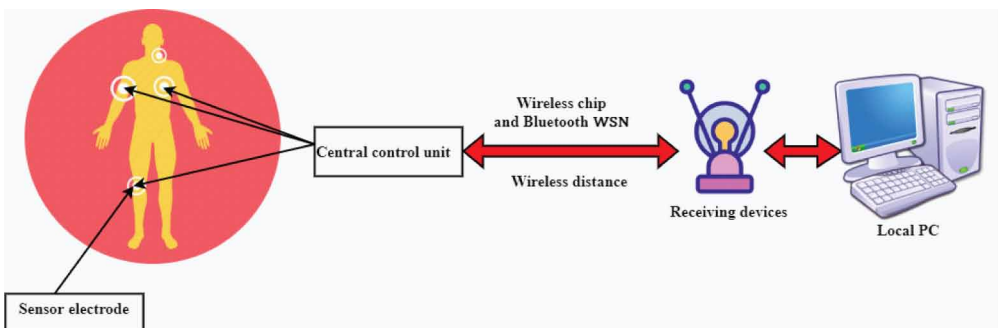 Wireless chip
and Bluetooth WSN
Central control unit
Wireless distance
Receiving devices
Local PC
Sensor electrode